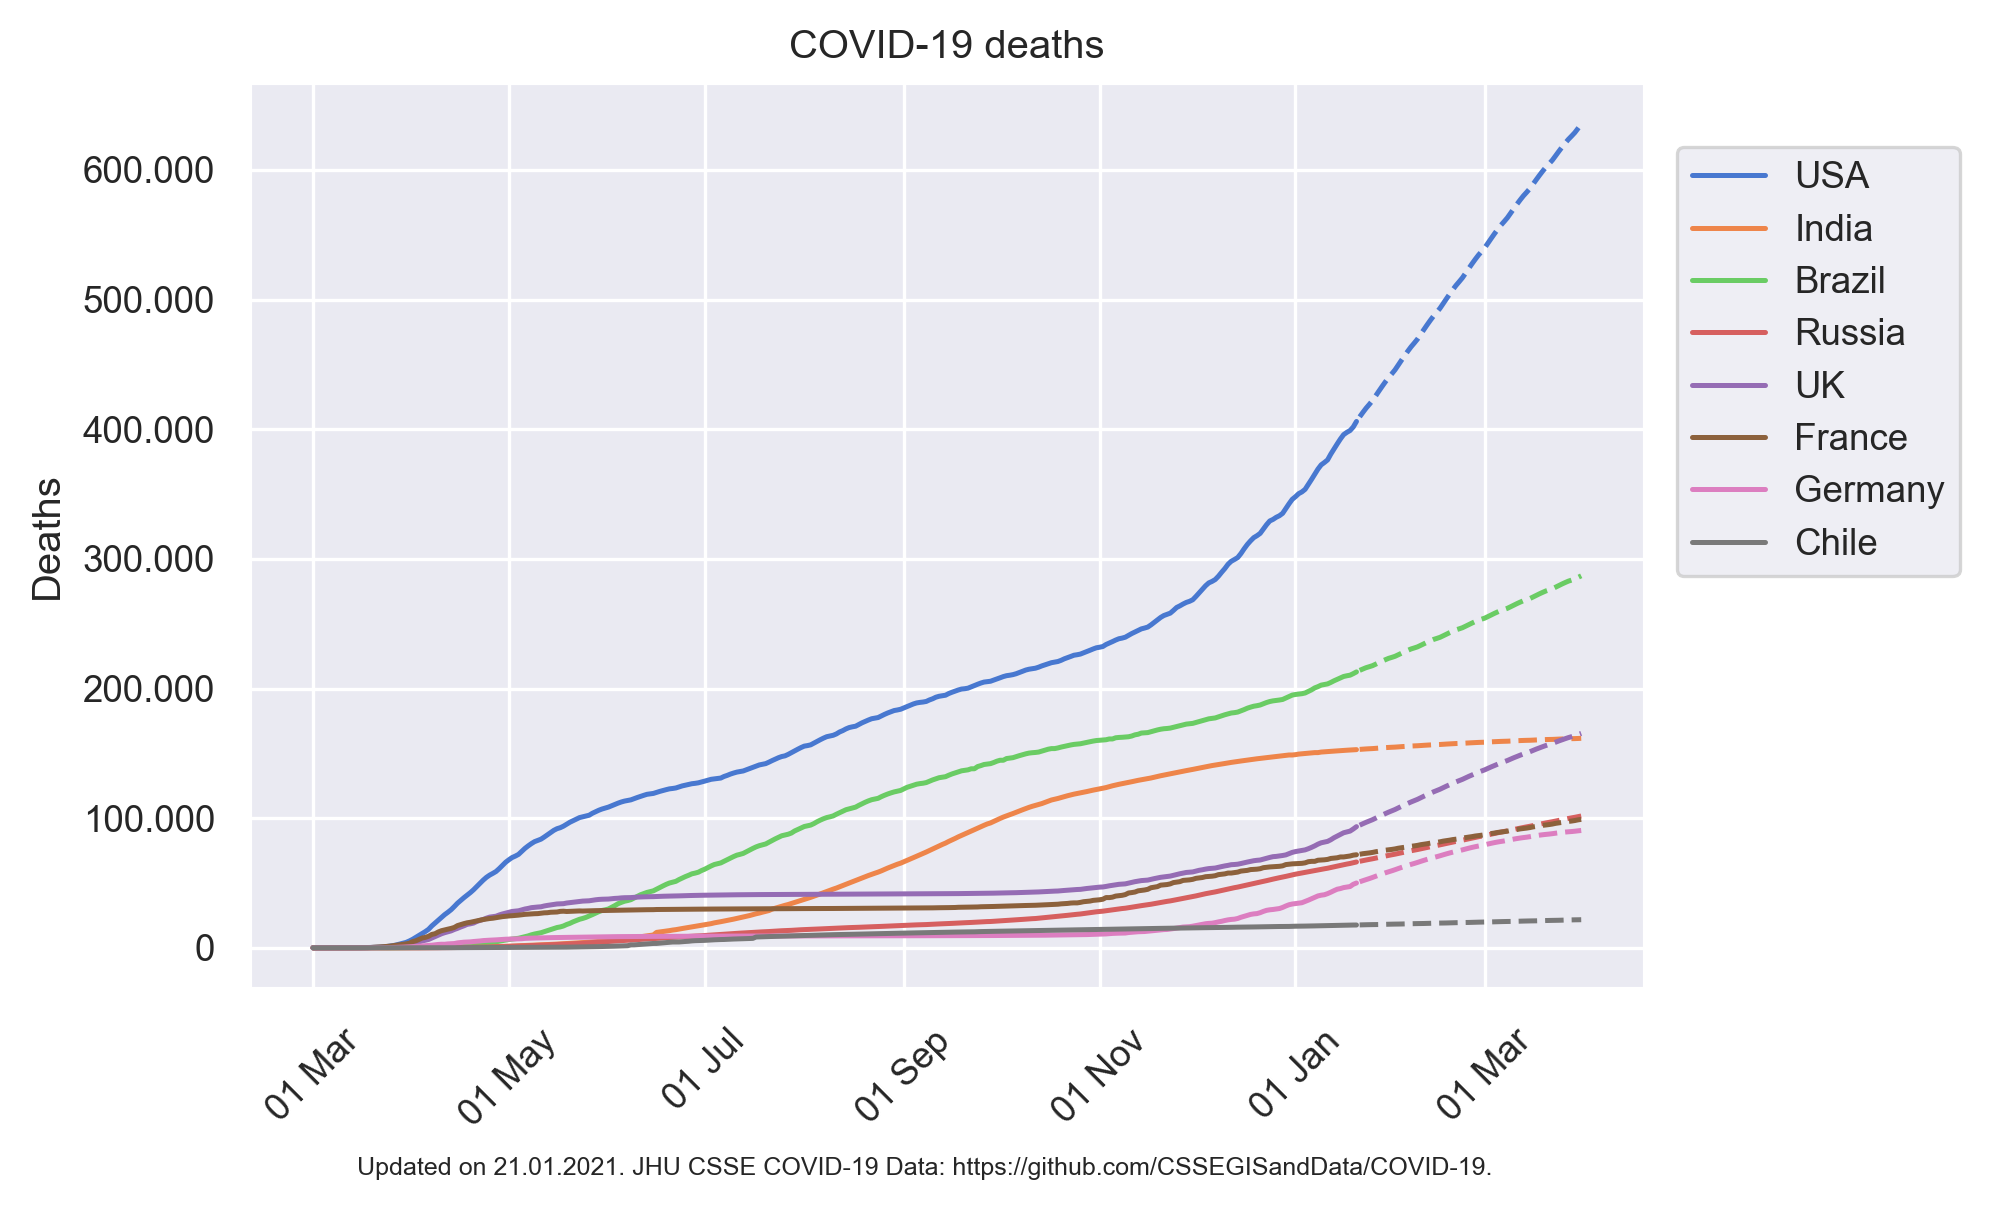 COVID-19 deaths
600.000
500.000
400.000
300.000
200.000
100.000
0
Deaths
USA
India
Brazil
Russia
UK
France
Germany
Chile
01 Mar
01 May
01 Jul
01 Sep
01 Nov
01 Jan
01 Mar
Updated on 21.01.2021. JHU CSSE COVID-19 Data: https://github.com/CSSEGISandData/COVID-19.